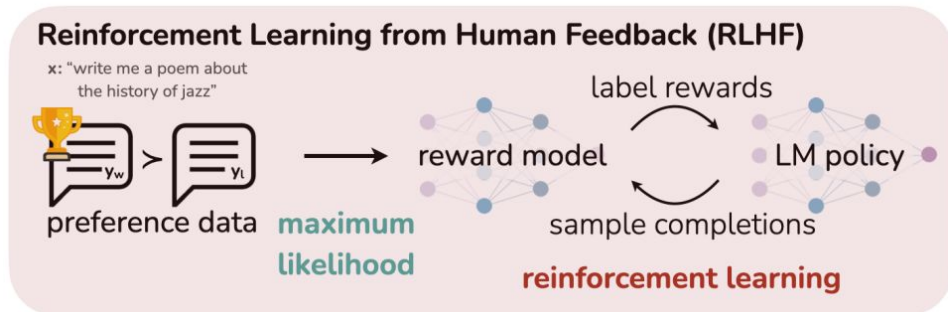 Reinforcement Learning from Human Feedback (RLHF)
x: “write me a poem about
the history of jazz”
label rewards
yw
≻
yl
reward model
LM policy
preference data
maximum
likelihood
sample completions
reinforcement learning